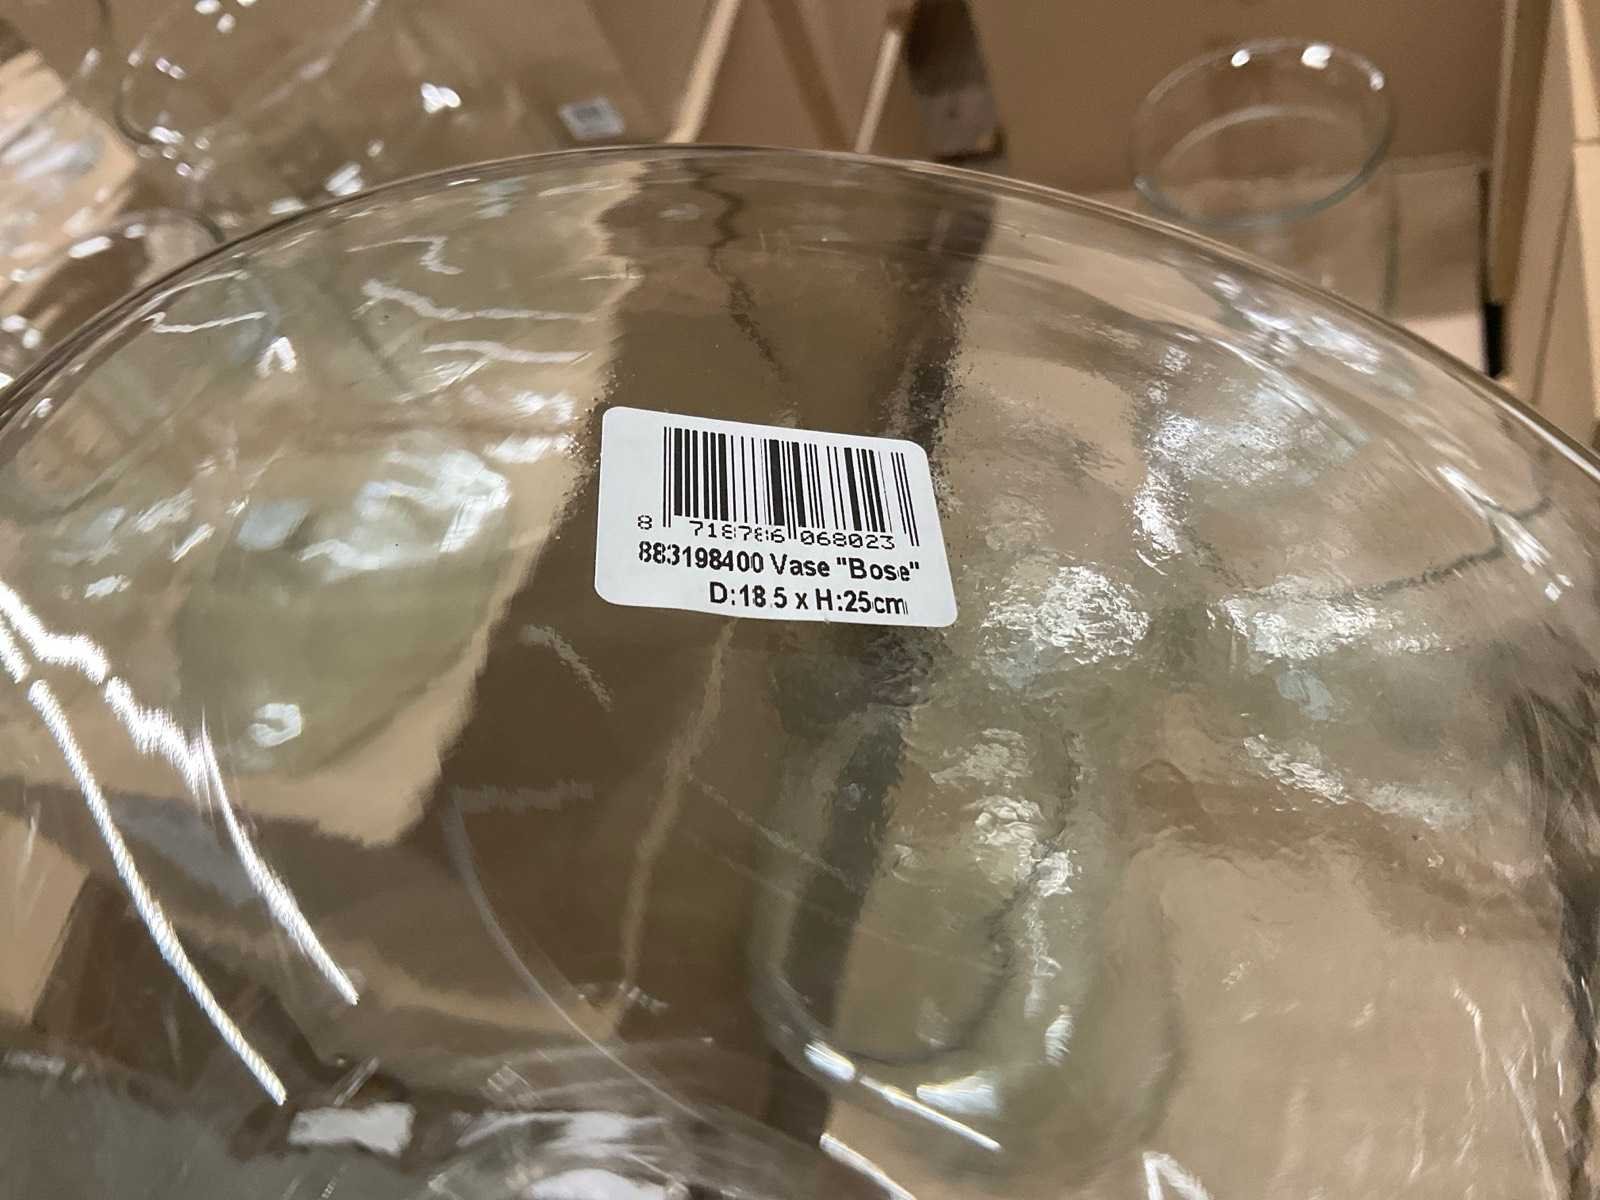 8 718786 068023
883198400 Vase "Bose"
D:18.5 x H:25cm